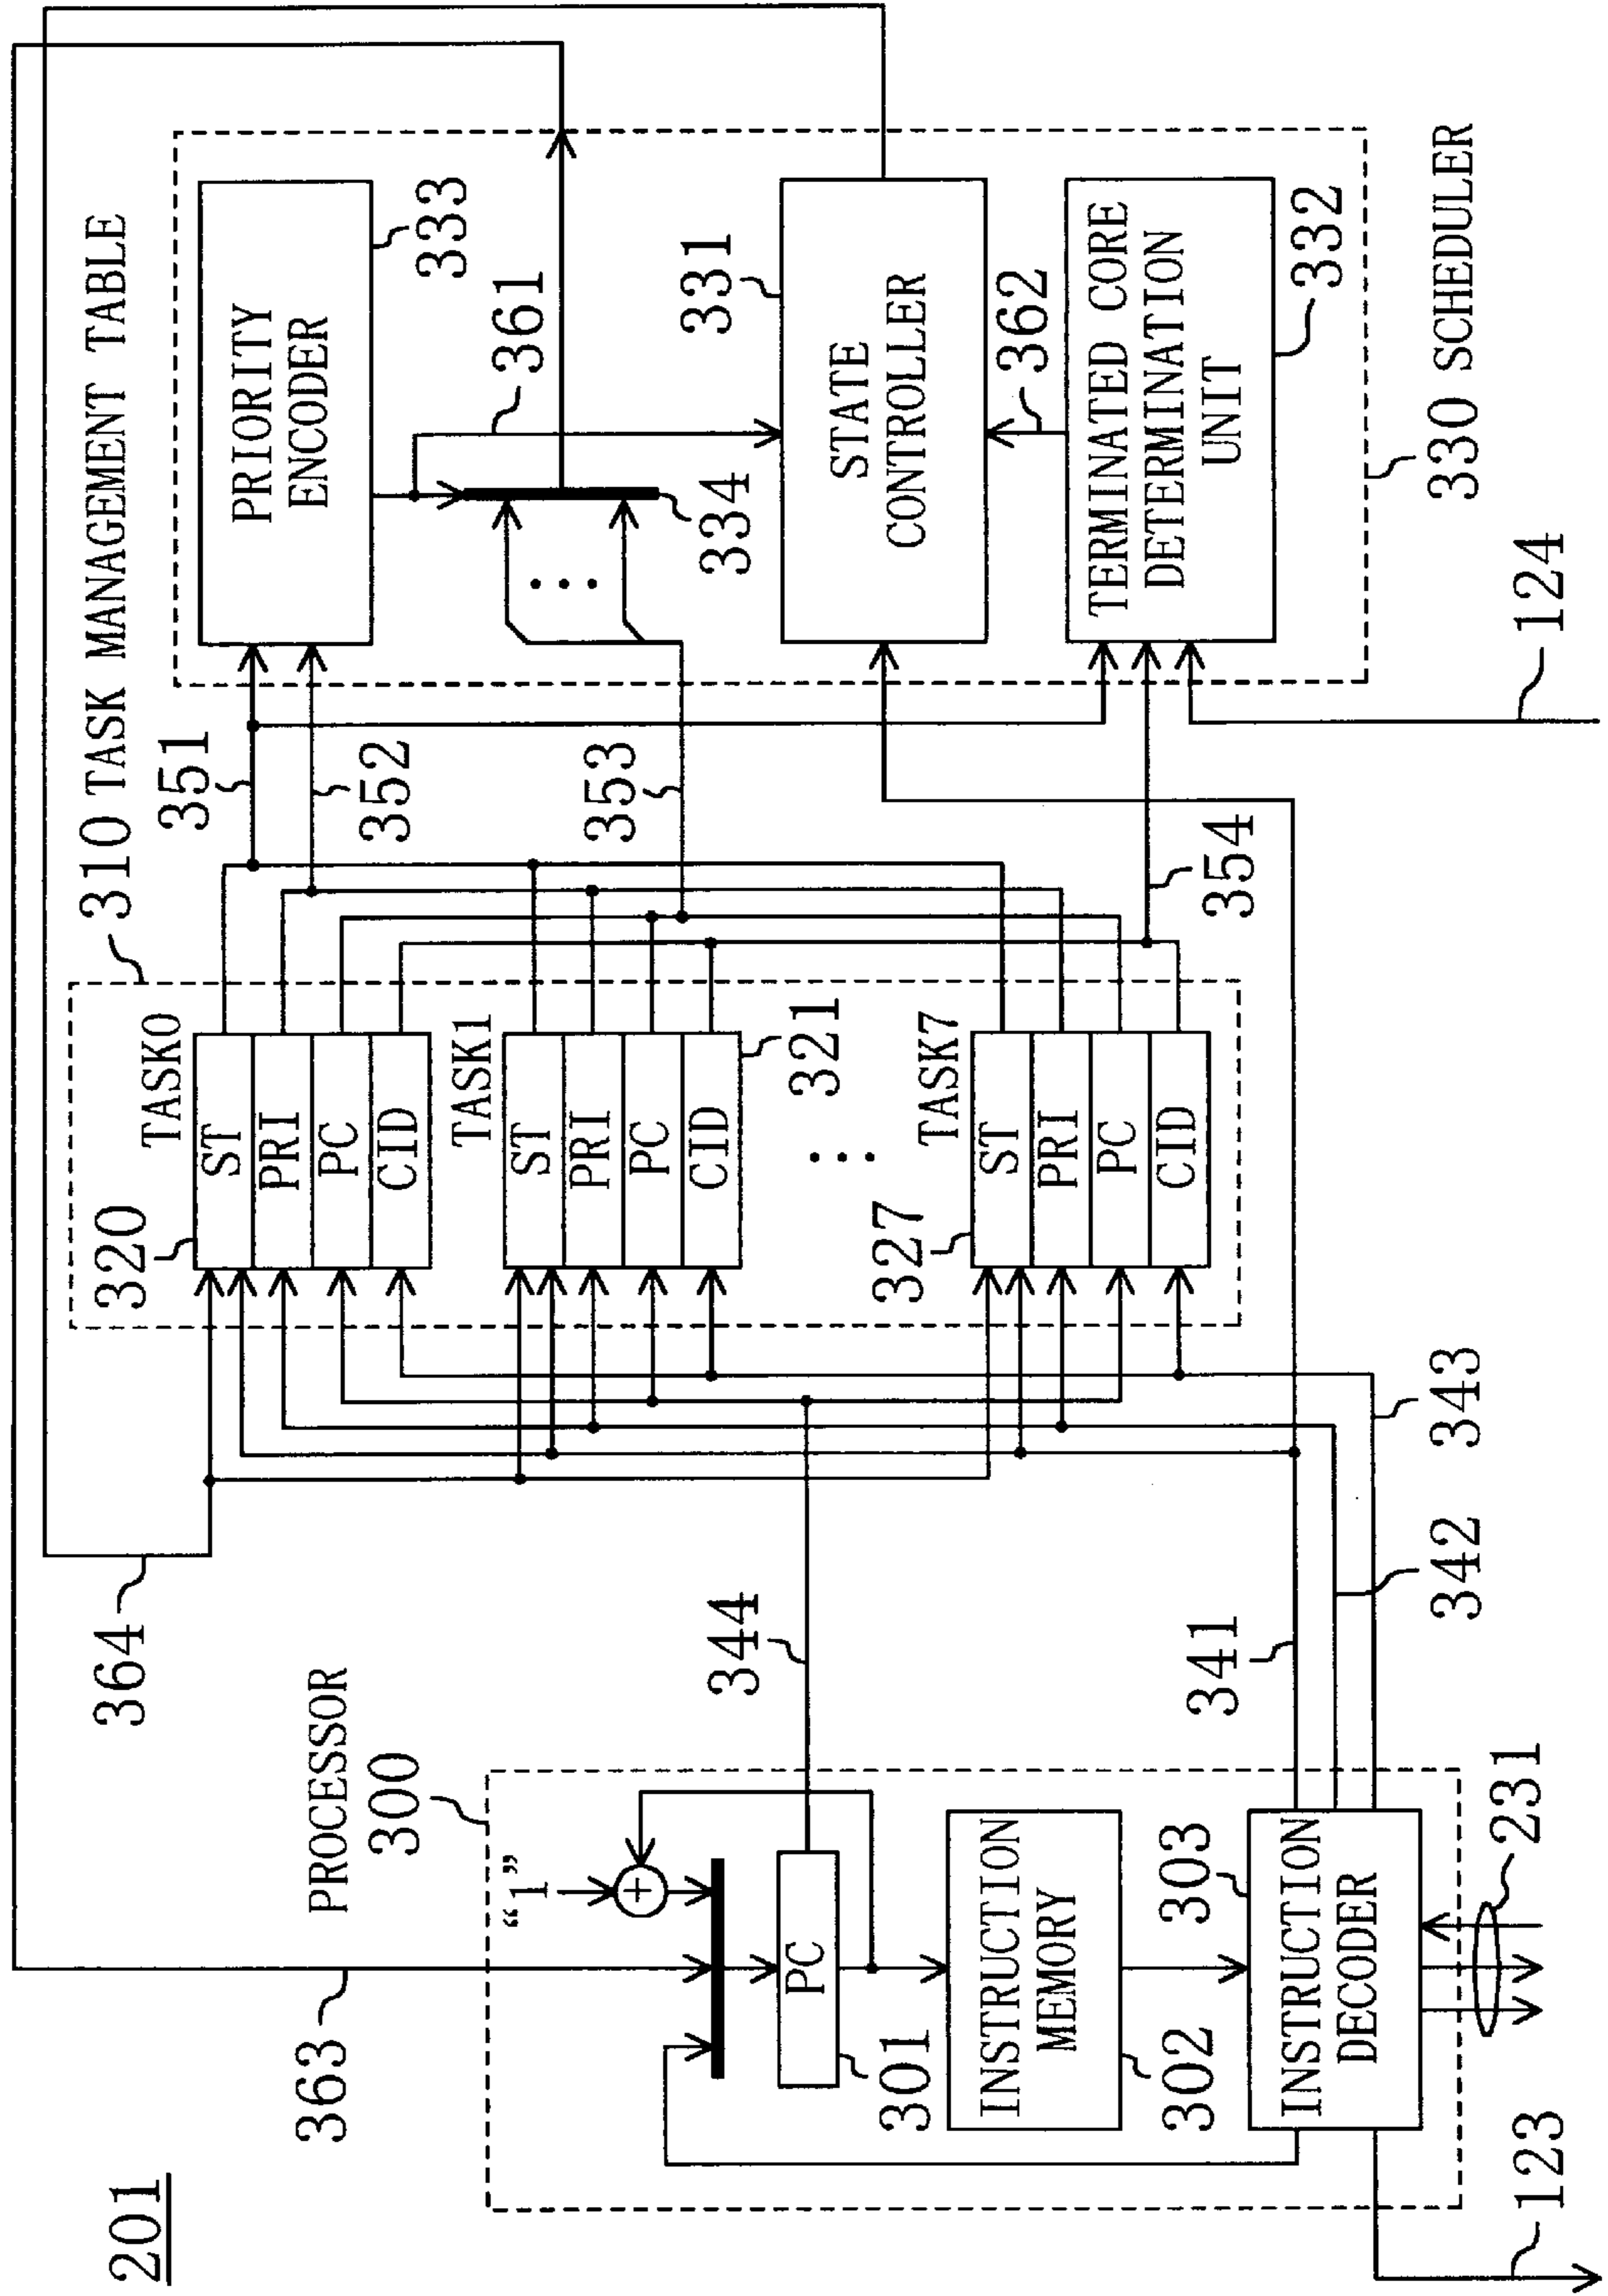 201
363
364
PROCESSOR
300
"1"
PC
301
INSTRUCTION
MEMORY
302
INSTRUCTION
DECODER
303
231
123
344
341
342
343
310 TASK MANAGEMENT TABLE
320
TASK0
ST
PRI
PC
CID
TASK1
ST
PRI
PC
CID
321
...
327
TASK7
ST
PRI
PC
CID
351
352
353
354
PRIORITY
ENCODER
333
361
...
334
STATE
CONTROLLER
331
362
TERMINATED CORE
DETERMINATION
UNIT
332
330 SCHEDULER
124